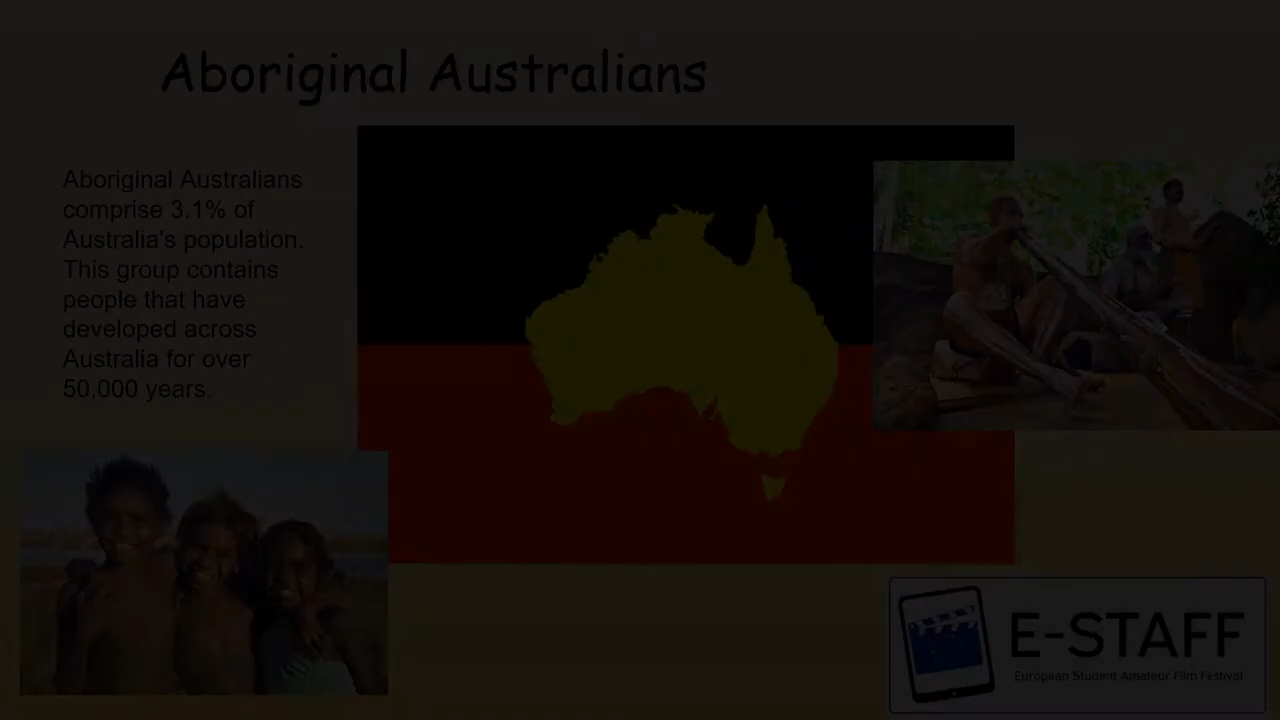 Aboriginal Australians
Aboriginal Australians
comprise 3.1% of
Australia's population.
This group contains
people that have
developed across
Australia for over
50,000 years.
E-STAFF
European Student Amateur Film Festival